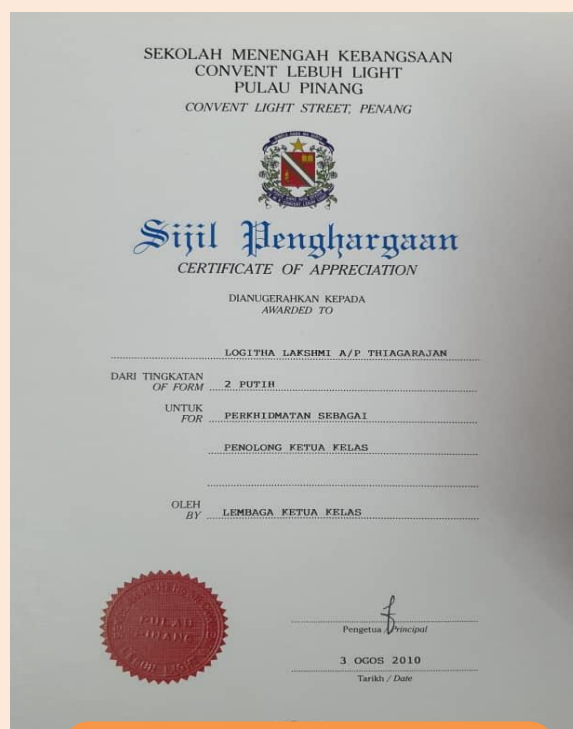 SEKOLAH MENENGAH KEBANGSAAN
CONVENT LEBUH LIGHT
PULAU PINANG
CONVENT LIGHT STREET, PENANG
Sijil Penghargaan
CERTIFICATE OF APPRECIATION
DIANUGERAHKAN KEPADA
AWARDED TO
LOGITHA LAKSHMI A/P THIAGARAJAN
DARI TINGKATAN
OF FORM 2 PUTIH
UNTUK
FOR PERKHIDMATAN SEBAGAI
PENOLONG KETUA KELAS
OLEH
BY LEMBAGA KETUA KELAS
PULAU
PINANG
Pengetua / Principal
3 OGOS 2010
Tarikh / Date